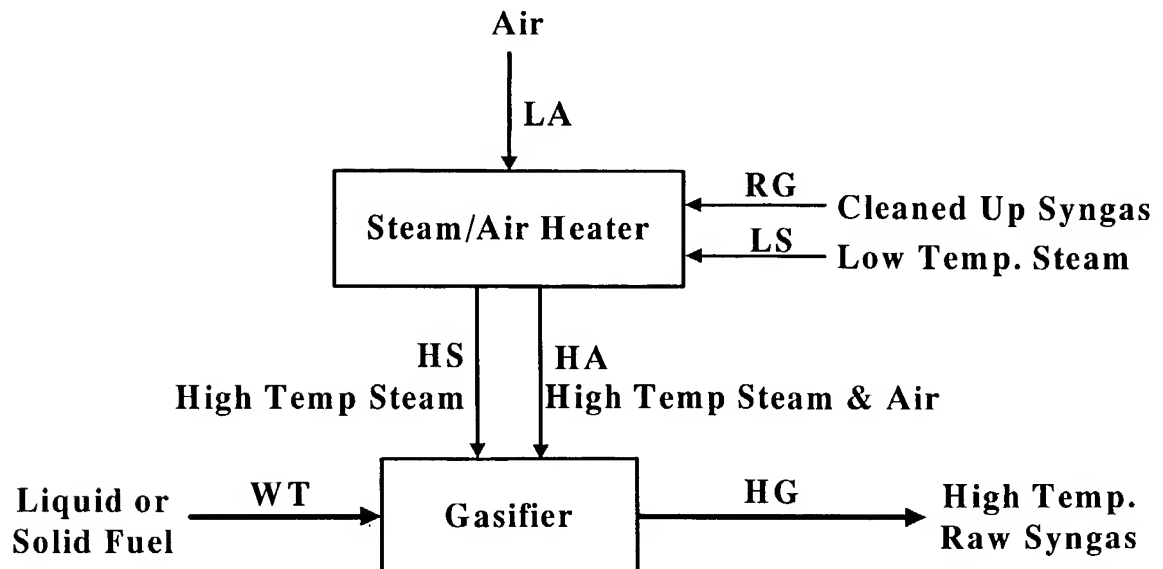 Air
LA
RG
Cleaned Up Syngas
Steam/Air Heater
LS
Low Temp. Steam
HS
HA
High Temp Steam
High Temp Steam & Air
Liquid or
Solid Fuel
WT
Gasifier
HG
High Temp.
Raw Syngas